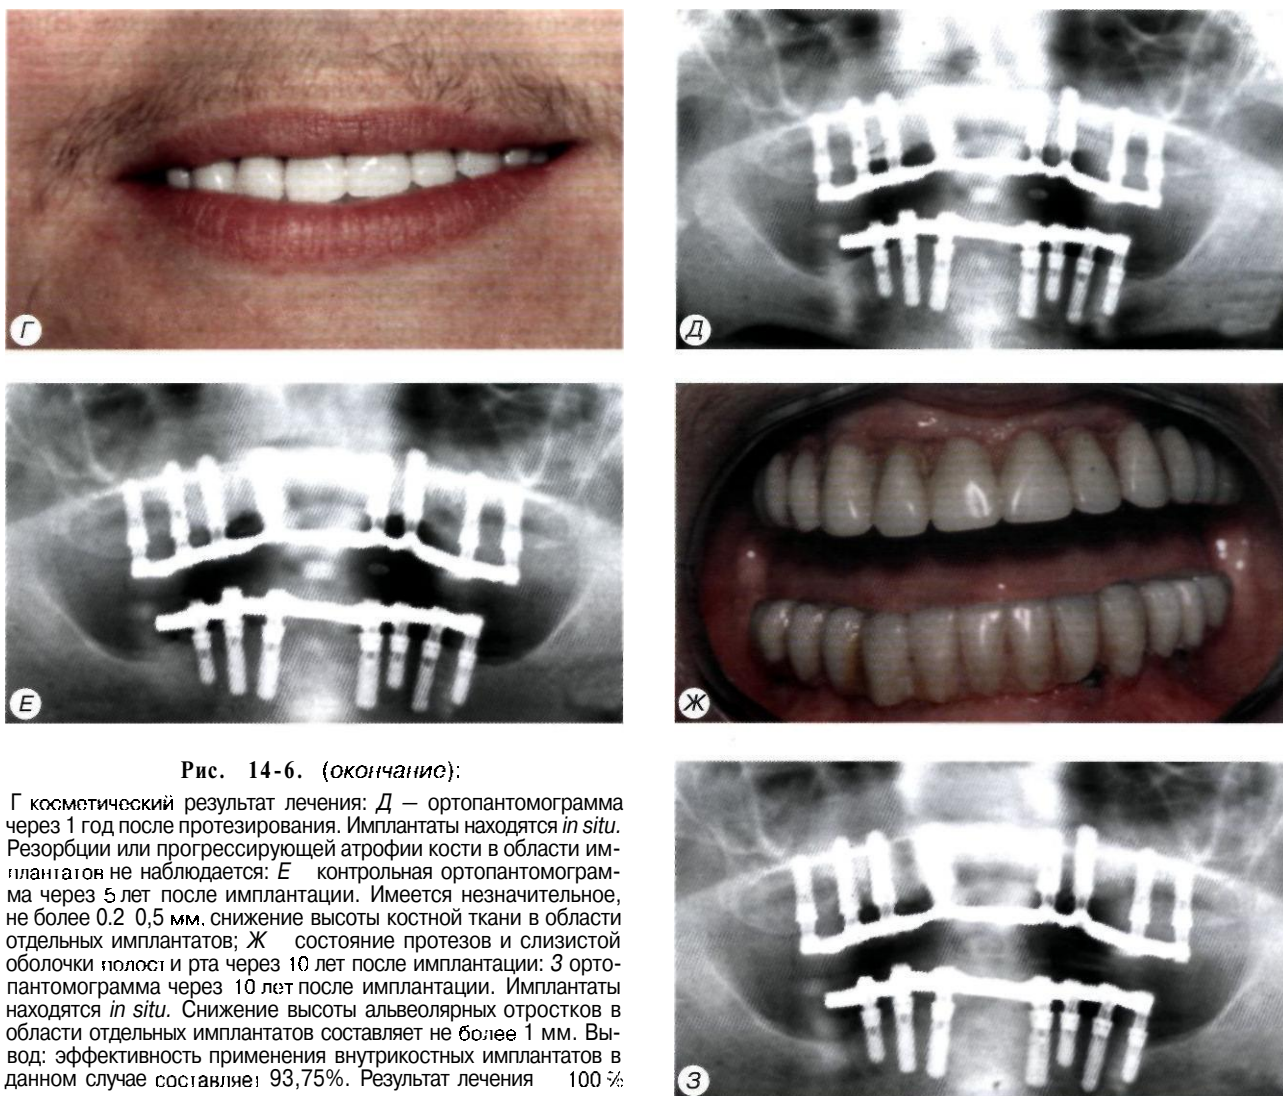 Г
Д
Е
Ж
Рис. 14-6. (окончание):
Г косметический результат лечения: Д — ортопантомограмма
через 1 год после протезирования. Имплантаты находятся in situ.
Резорбции или прогрессирующей атрофии кости в области им-
плантатов не наблюдается: Е контрольная ортопантомограм-
ма через 5 лет после имплантации. Имеется незначительное,
не более 0.2 0,5 мм, снижение высоты костной ткани в области
отдельных имплантатов; Ж состояние протезов и слизистой
оболочки полости рта через 10 лет после имплантации: З орто-
пантомограмма через 10 лет после имплантации. Имплантаты
находятся in situ. Снижение высоты альвеолярных отростков в
области отдельных имплантатов составляет не более 1 мм. Вы-
вод: эффективность применения внутрикостных имплантатов в
данном случае составляет 93,75%. Результат лечения 100 %
З